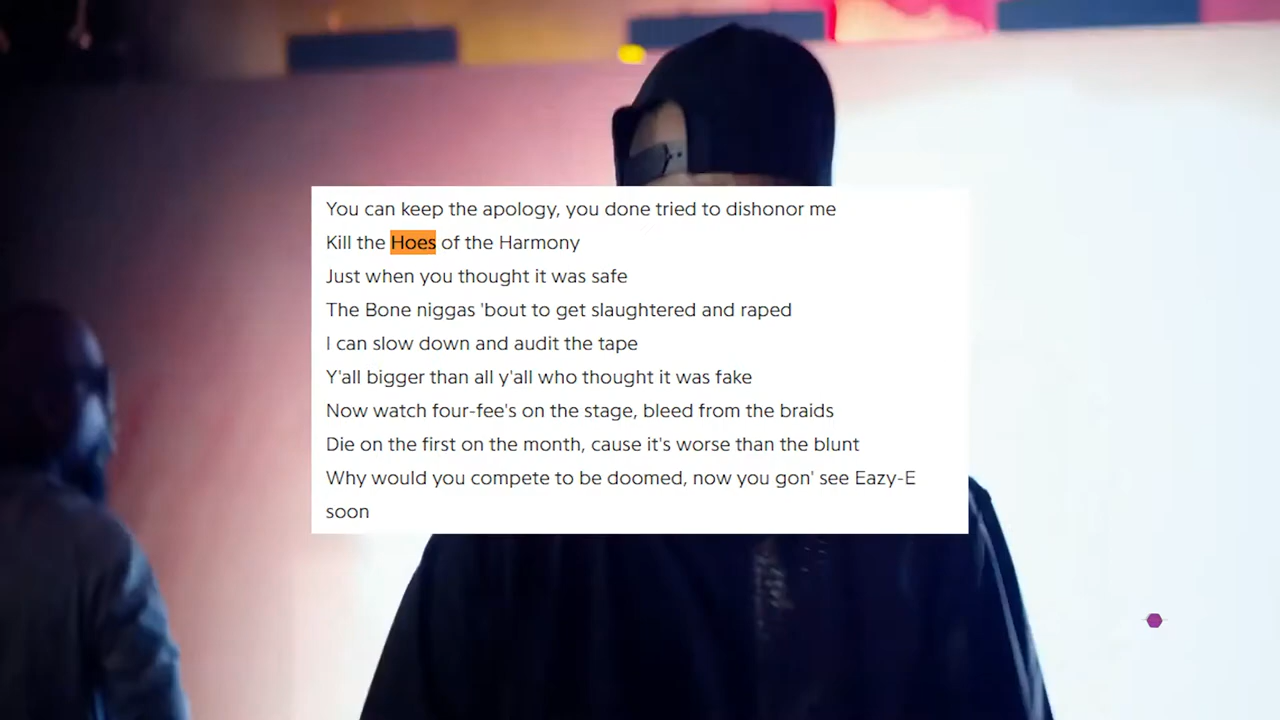 You can keep the apology, you done tried to dishonor me
Kill the Hoes of the Harmony
Just when you thought it was safe
The Bone niggas 'bout to get slaughtered and raped
I can slow down and audit the tape
Y'all bigger than all y'all who thought it was fake
Now watch four-fee's on the stage, bleed from the braids
Die on the first on the month, cause it's worse than the blunt
Why would you compete to be doomed, now you gon' see Eazy-E
soon